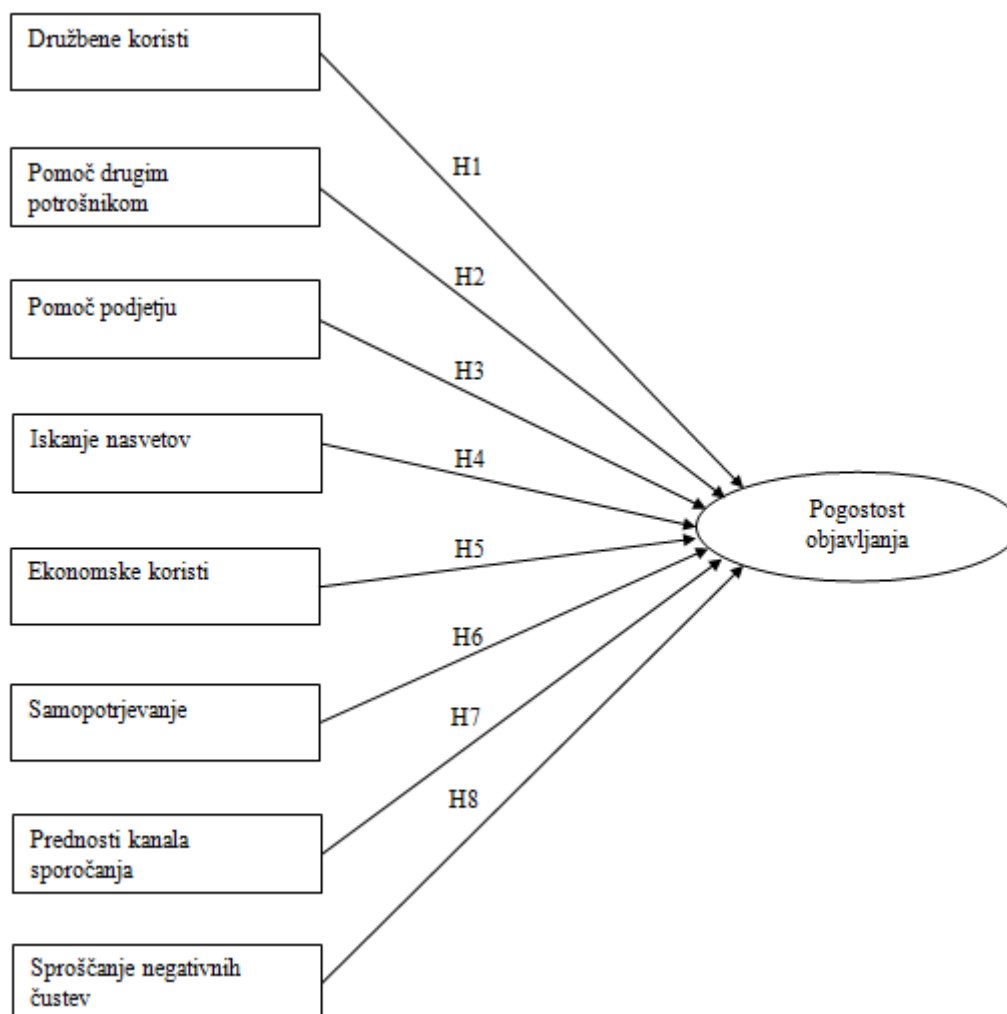 Družbene koristi
H1
Pomoč drugim
potrošnikom
H2
Pomoč podjetju
H3
Iskanje nasvetov
H4
Pogostost
objavljanja
H5
Ekonomske koristi
H6
Samopotrjevanje
H7
Prednosti kanala
sporočanja
H8
Sproščanje negativnih
čustev